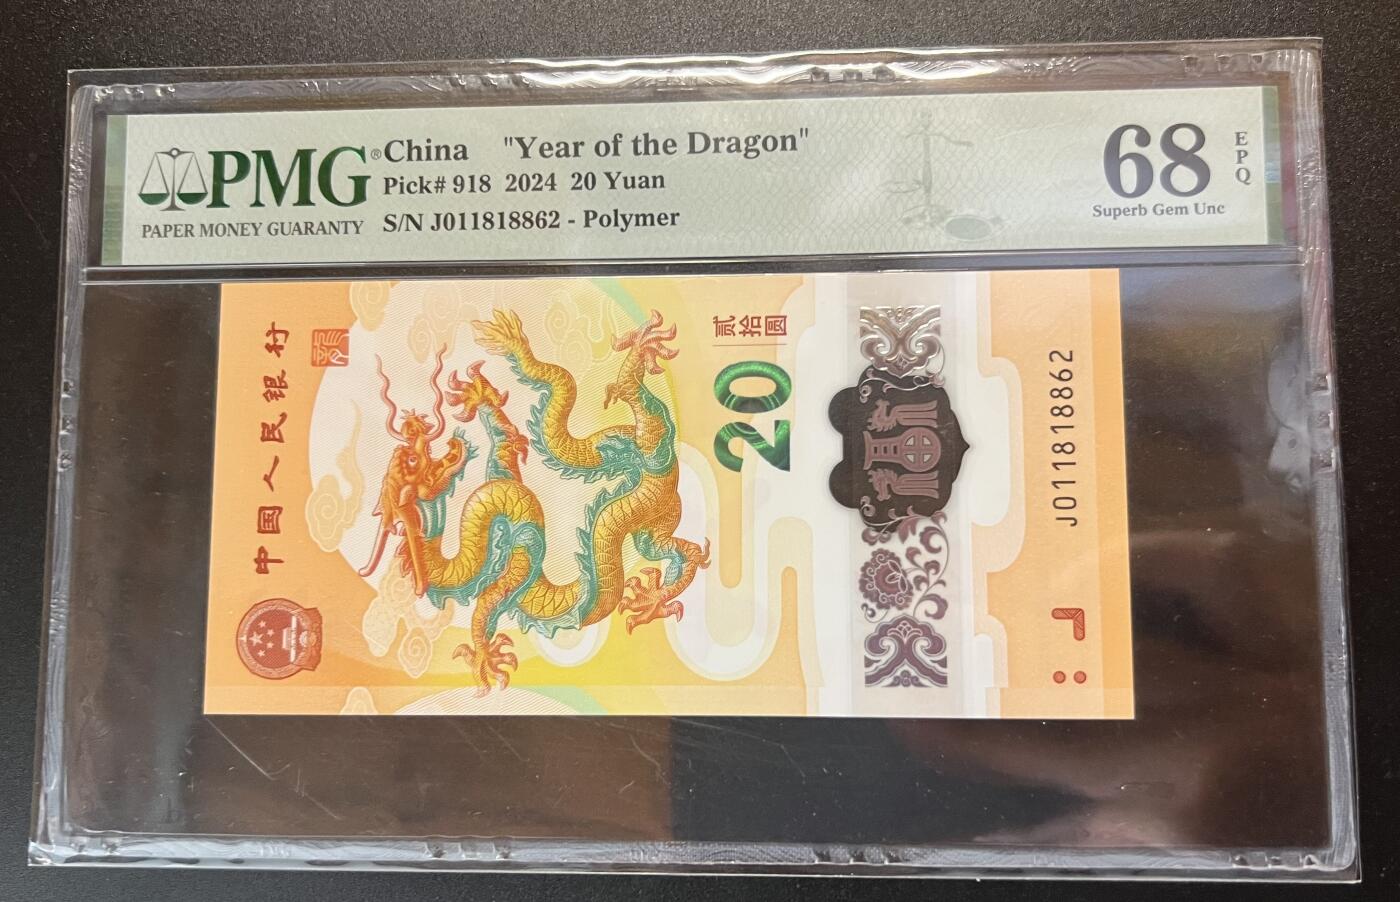 PMG®
PAPER MONEY GUARANTY
China "Year of the Dragon"
Pick# 918 2024 20 Yuan
S/N J011818862 - Polymer
68
EPQ
Superb Gem Unc
中国人民银行
贰拾圆
20
J011818862